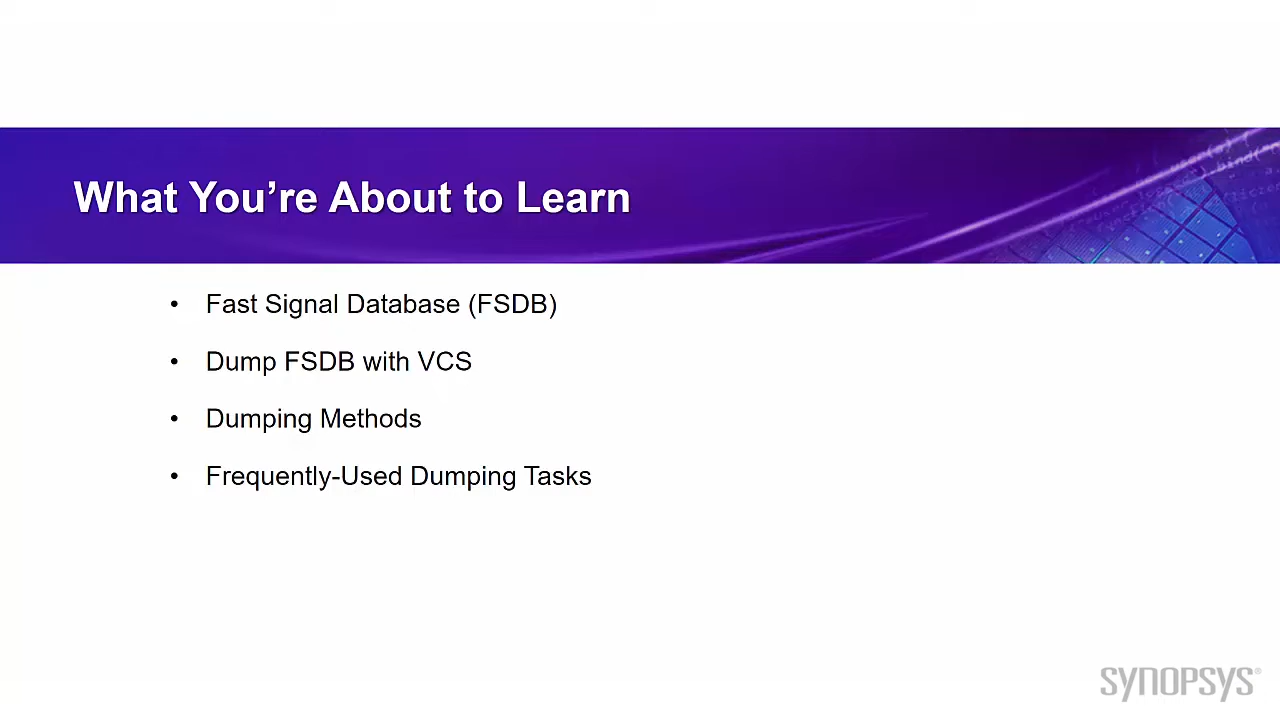 What You’re About to Learn
• Fast Signal Database (FSDB)
• Dump FSDB with VCS
• Dumping Methods
• Frequently-Used Dumping Tasks
SYNOPSYS®